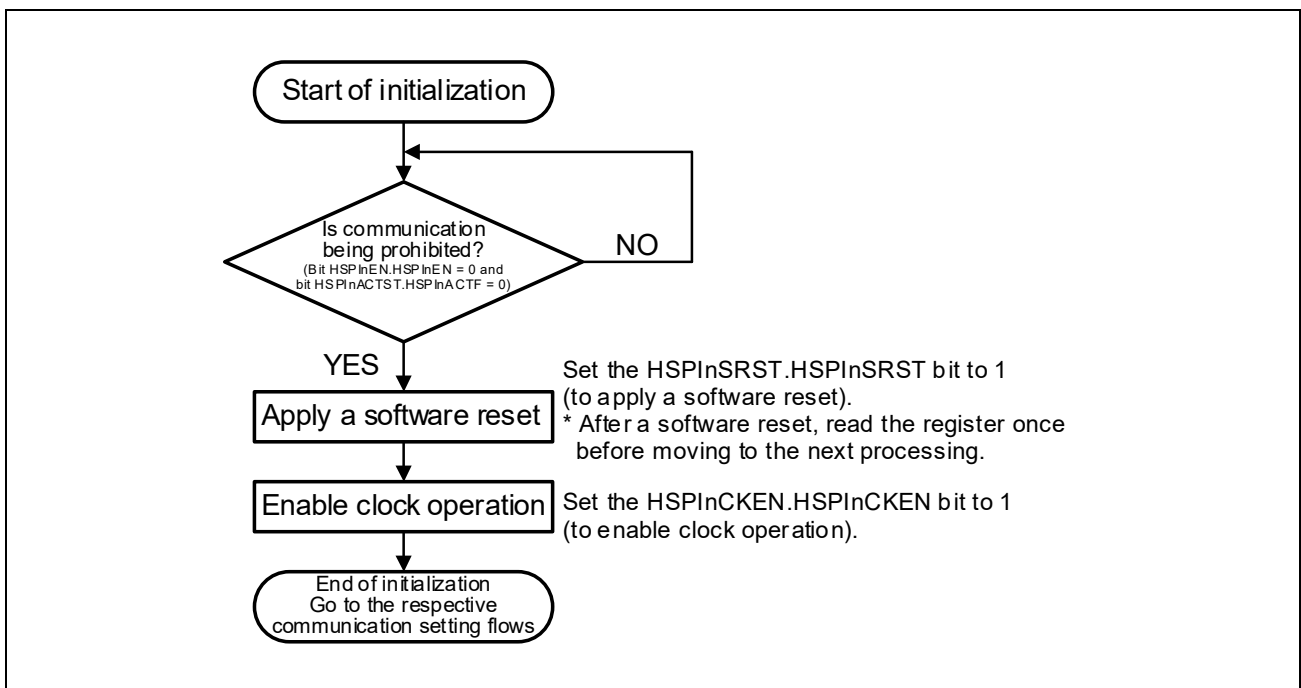 Start of initialization
Is communication
being prohibited?
(Bit HSPInEN.HSPInEN = 0 and
bit HSPInACTST.HSPInACTF = 0)
NO
YES
Apply a software reset
Set the HSPInSRST.HSPInSRST bit to 1
(to apply a software reset).
* After a software reset, read the register once
before moving to the next processing.
Enable clock operation
Set the HSPInCKEN.HSPInCKEN bit to 1
(to enable clock operation).
End of initialization
Go to the respective
communication setting flows